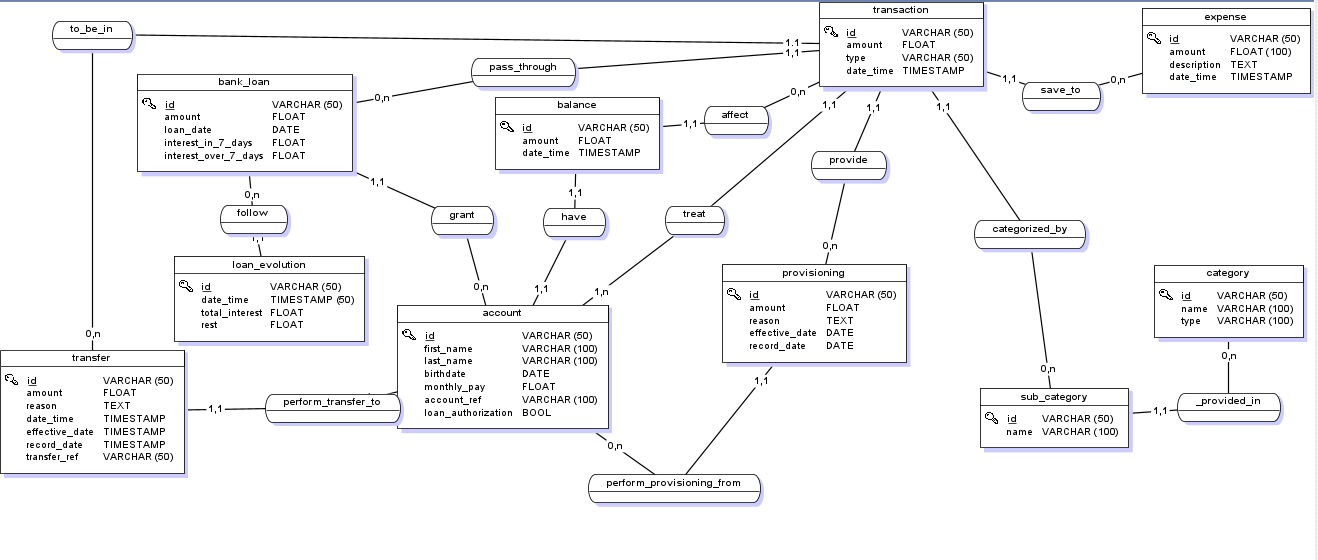 to_be_in
1.1
1,1
transaction
id VARCHAR (50)
amount FLOAT
type VARCHAR (50)
date_time TIMESTAMP
expense
id VARCHAR (50)
amount FLOAT (100)
description TEXT
date_time TIMESTAMP
1,1
save_to
0,n
pass_through
0,n
bank_loan
id VARCHAR (50)
amount FLOAT
loan_date DATE
interest_in_7_days FLOAT
interest_over_7_days FLOAT
balance
id VARCHAR (50)
amount FLOAT
date_time TIMESTAMP
1,1
affect
0,n
1,1
1,1
1,1
provide
0,n
follow
1,1
1,1
grant
0,n
1,1
have
1,1
treat
1,n
categorized_by
0,n
0,n
loan_evolution
id VARCHAR (50)
date_time TIMESTAMP (50)
total_interest FLOAT
rest FLOAT
provisioning
id VARCHAR (50)
amount FLOAT
reason TEXT
effective_date DATE
record_date DATE
category
id VARCHAR (50)
name VARCHAR (100)
type VARCHAR (100)
account
id VARCHAR (50)
first_name VARCHAR (100)
last_name VARCHAR (100)
birthdate DATE
monthly_pay FLOAT
account_ref VARCHAR (100)
loan_authorization BOOL
0,n
transfer
id VARCHAR (50)
amount FLOAT
reason TEXT
date_time TIMESTAMP
effective_date TIMESTAMP
record_date TIMESTAMP
transfer_ref VARCHAR (50)
1,1
perform_transfer_to
1,1
0,n
perform_provisioning_from
0,n
sub_category
id VARCHAR (50)
name VARCHAR (100)
1,1
_provided_in